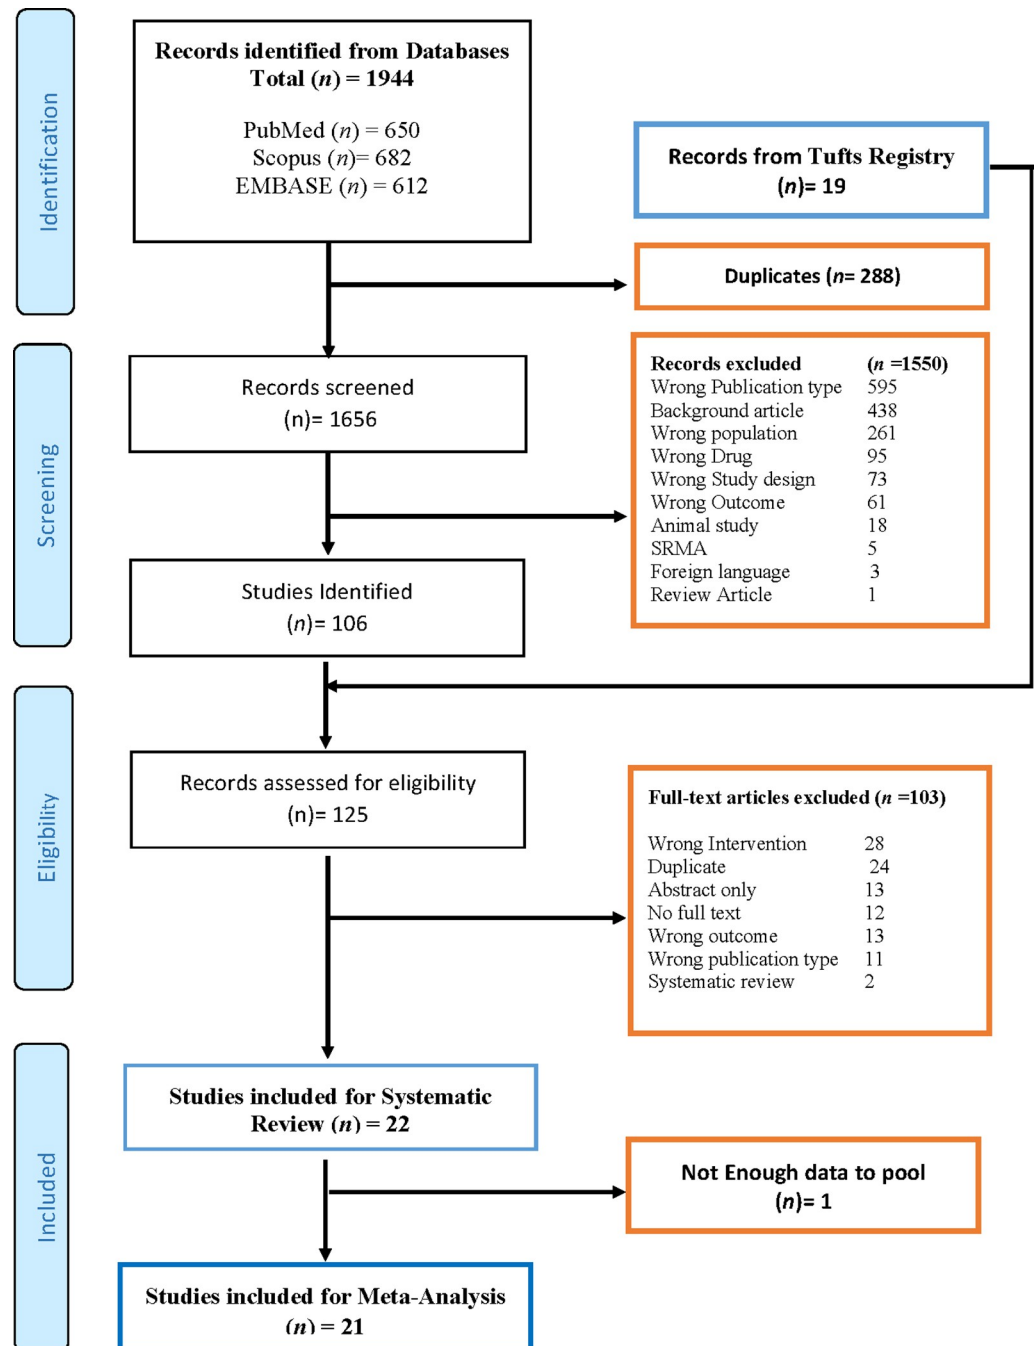 Identification
Records identified from Databases
Total (n) = 1944
PubMed (n) = 650
Scopus (n)= 682
EMBASE (n) = 612
Records from Tufts Registry
(n)= 19
Duplicates (n= 288)
Screening
Records screened
(n)= 1656
Records excluded (n =1550)
Wrong Publication type 595
Background article 438
Wrong population 261
Wrong Drug 95
Wrong Study design 73
Wrong Outcome 61
Animal study 18
SRMA 5
Foreign language 3
Review Article 1
Studies Identified
(n)= 106
Eligibility
Records assessed for eligibility
(n)= 125
Full-text articles excluded (n =103)
Wrong Intervention 28
Duplicate 24
Abstract only 13
No full text 12
Wrong outcome 13
Wrong publication type 11
Systematic review 2
Included
Studies included for Systematic
Review (n) = 22
Not Enough data to pool
(n)= 1
Studies included for Meta-Analysis
(n) = 21